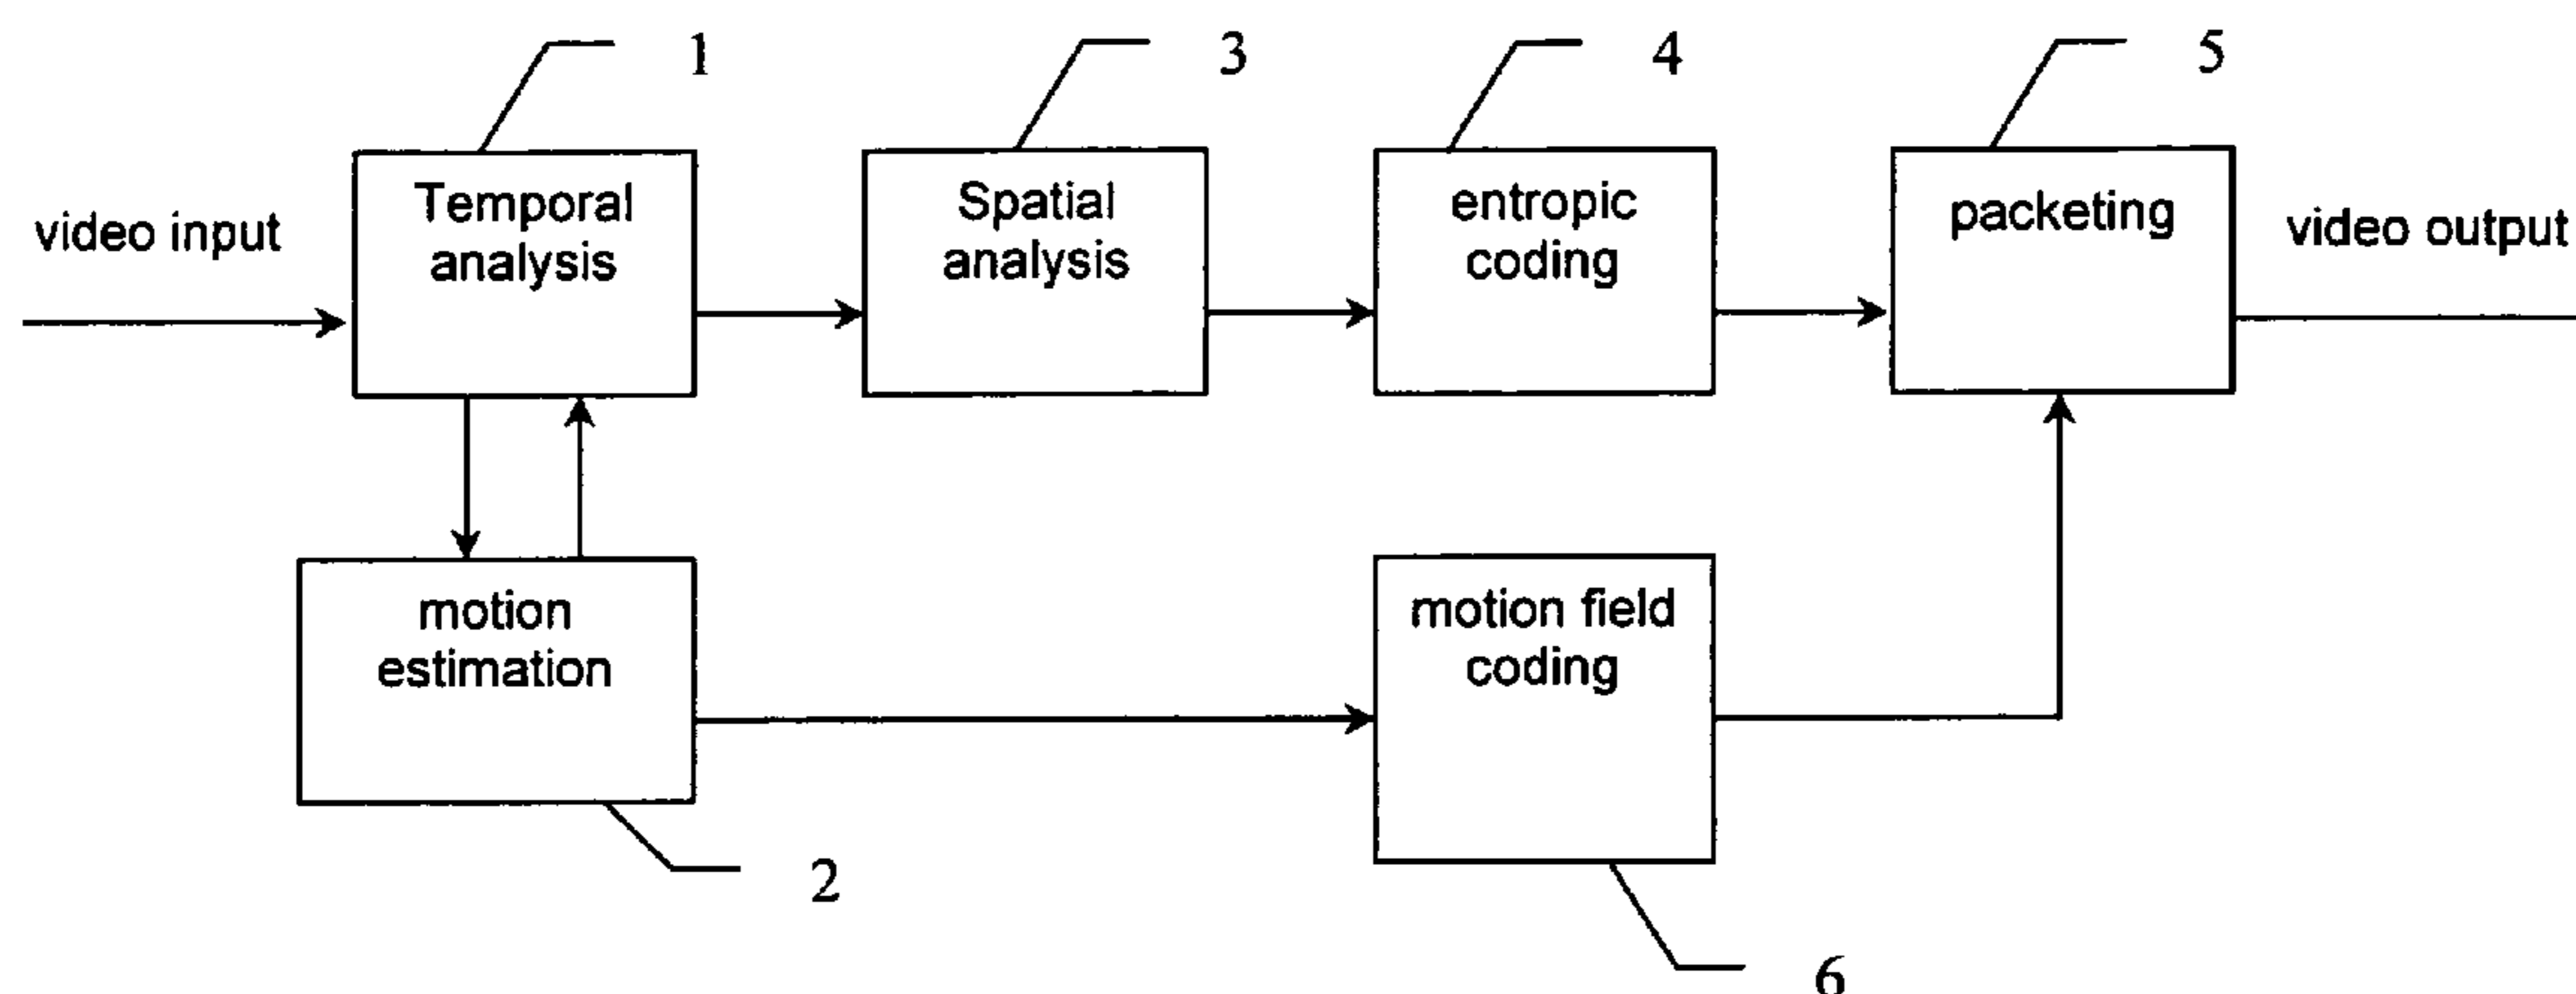 1
3
4
5
video input
Temporal
analysis
Spatial
analysis
entropic
coding
packeting
video output
motion
estimation
motion field
coding
2
6